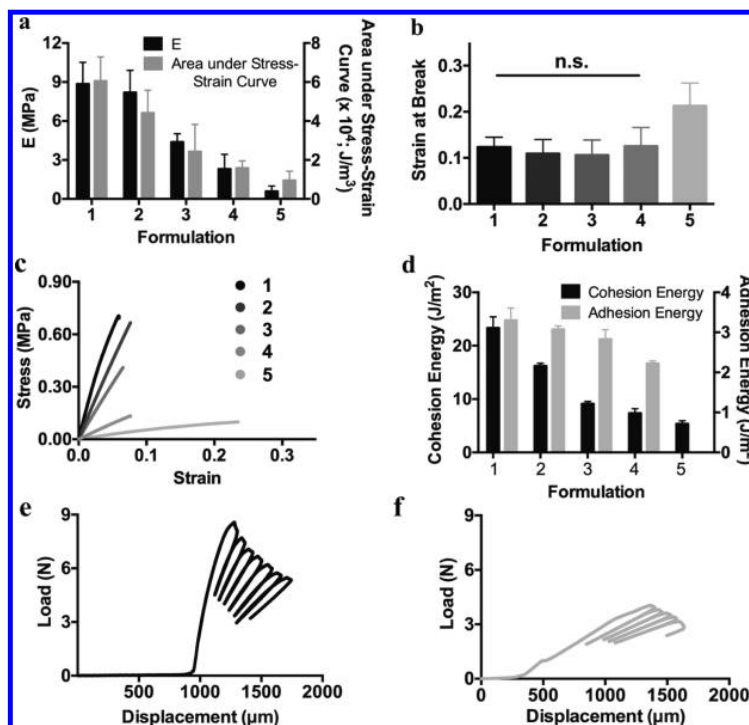 a
E
Area under Stress-
Strain Curve
12
9
6
3
0
8
6
4
2
0
E (MPa)
Area under Stress-Strain
Curve (x 10⁴; J/m³)
1 2 3 4 5
Formulation
b
n.s.
0.3
0.2
0.1
0.0
Strain at Break
1 2 3 4 5
Formulation
c
0.90
0.60
0.30
0.00
Stress (MPa)
1
2
3
4
5
0.0 0.1 0.2 0.3
Strain
d
Cohesion Energy
Adhesion Energy
30
20
10
0
4
3
2
1
0
Cohesion Energy (J/m²)
Adhesion Energy (J/m²)
1 2 3 4 5
Formulation
e
9
6
3
0
Load (N)
500 1000 1500 2000
Displacement (µm)
f
9
6
3
0
Load (N)
0 500 1000 1500 2000
Displacement (µm)